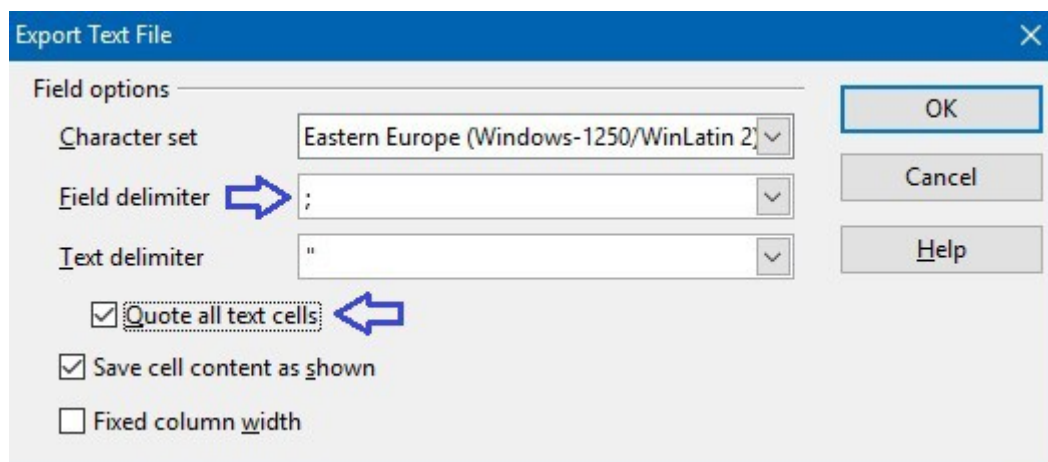 Export Text File
Field options
OK
Character set
Eastern Europe (Windows-1250/WinLatin 2)
Cancel
Field delimiter
;
Text delimiter
"
Help
Quote all text cells
Save cell content as shown
Fixed column width